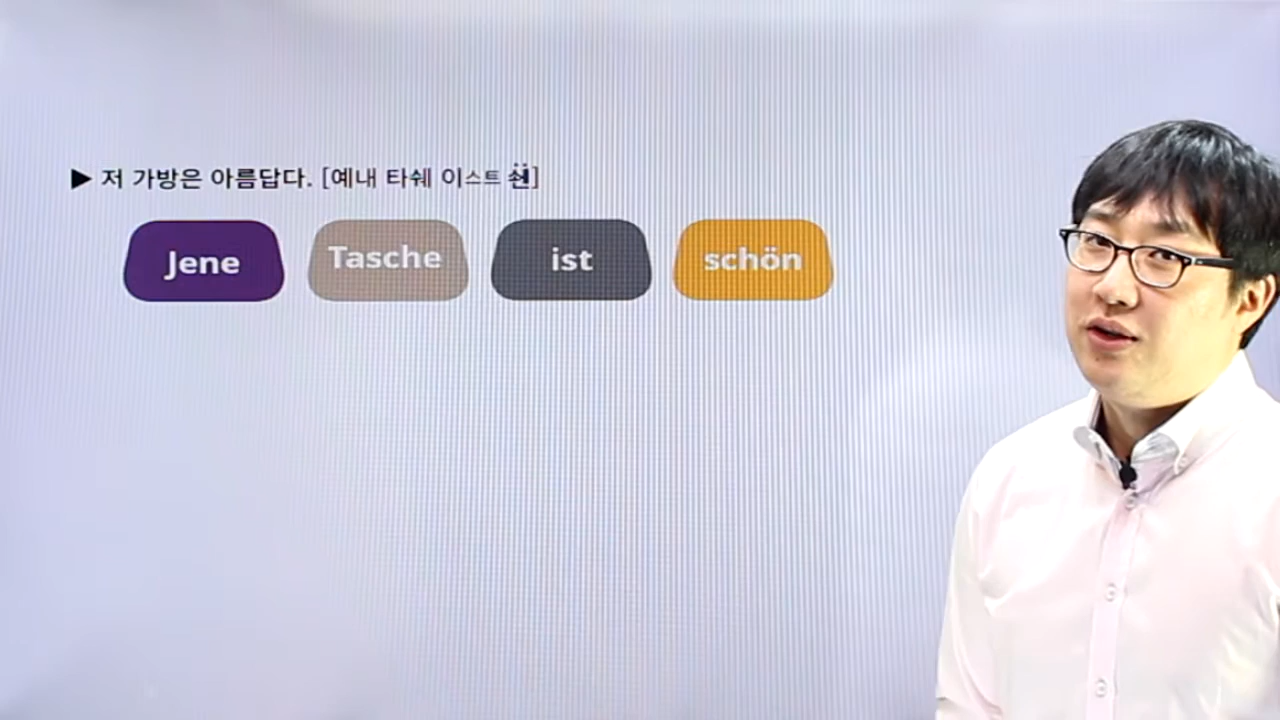 ▶ 저 가방은 아름답다. [예내 타쉐 이스트 쉔]
Jene Tasche ist schön